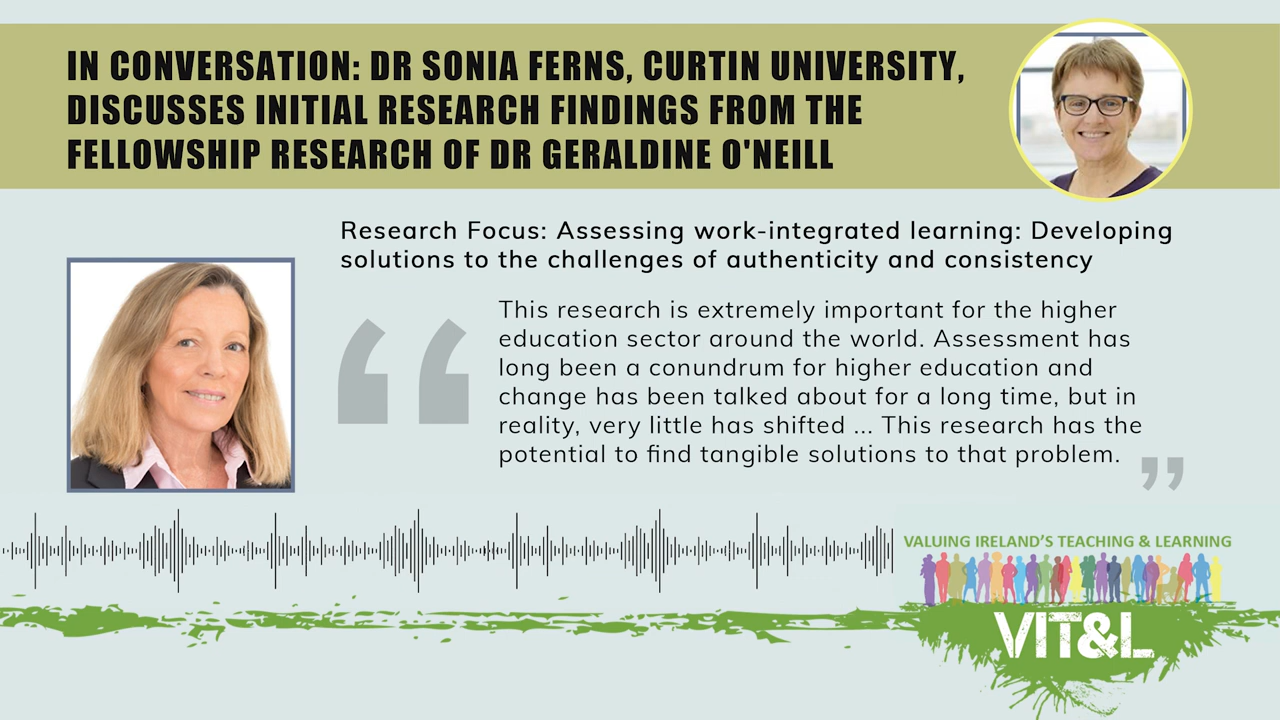 IN CONVERSATION: DR SONIA FERNS, CURTIN UNIVERSITY,
DISCUSSES INITIAL RESEARCH FINDINGS FROM THE
FELLOWSHIP RESEARCH OF DR GERALDINE O'NEILL
Research Focus: Assessing work-integrated learning: Developing
solutions to the challenges of authenticity and consistency
“
This research is extremely important for the higher
education sector around the world. Assessment has
long been a conundrum for higher education and
change has been talked about for a long time, but in
reality, very little has shifted ... This research has the
potential to find tangible solutions to that problem.
”
VALUING IRELAND'S TEACHING & LEARNING
VIT&L